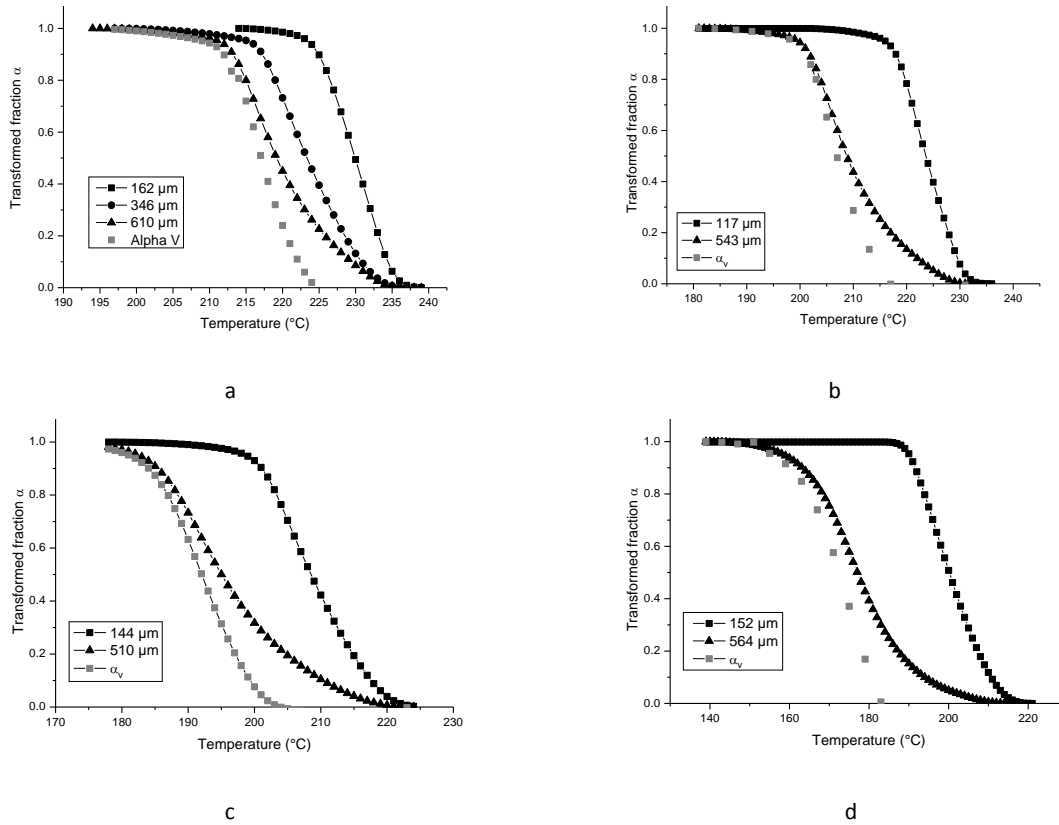 1.0
0.8
0.6
0.4
0.2
0.0
Transformed fraction α
162 µm
346 µm
610 µm
Alpha V
190 195 200 205 210 215 220 225 230 235 240
Temperature (°C)
a
1.0
0.8
0.6
0.4
0.2
0.0
Transformed fraction α
117 µm
543 µm
αv
180 190 200 210 220 230 240
Temperature (°C)
b
1.0
0.8
0.6
0.4
0.2
0.0
Transformed fraction α
144 µm
510 µm
αv
170 180 190 200 210 220 230
Temperature (°C)
c
1.0
0.8
0.6
0.4
0.2
0.0
Transformed fraction α
152 µm
564 µm
αv
140 160 180 200 220
Temperature (°C)
d